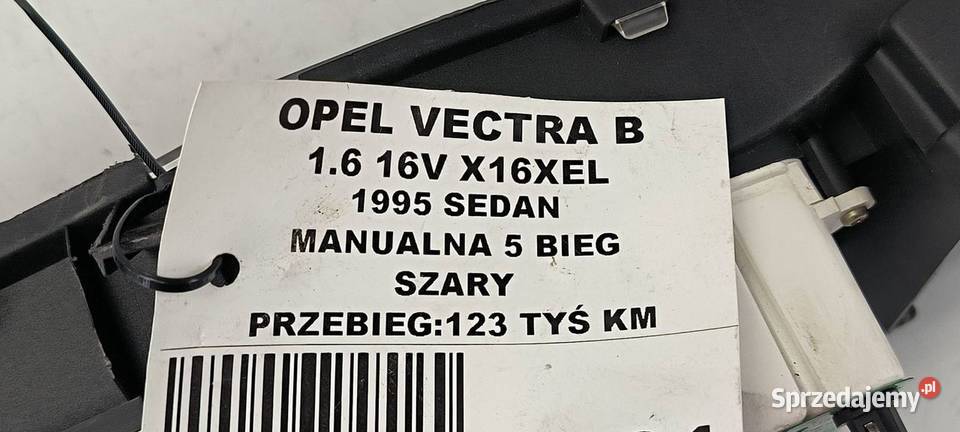 OPEL VECTRA B
1.6 16V X16XEL
1995 SEDAN
MANUALNA 5 BIEG
SZARY
PRZEBIEG:123 TYŚ KM
Sprzedajemy.pl